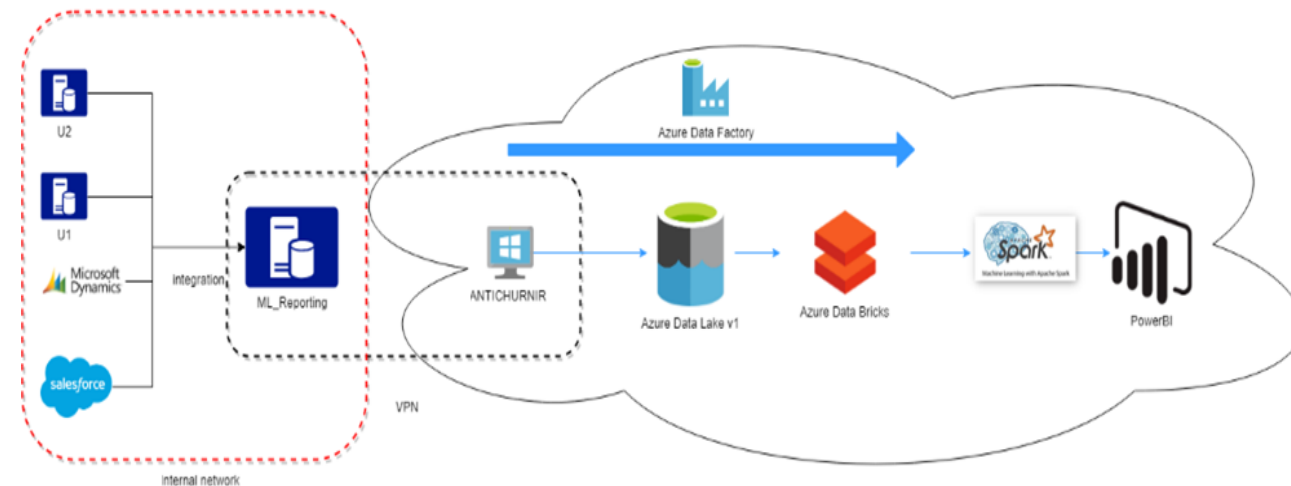 U2
U1
Microsoft
Dynamics
salesforce
Integration
ML_Reporting
Internal network
VPN
ANTICHURNIR
Azure Data Factory
Azure Data Lake v1
Azure Data Bricks
APACHE
Spark
Machine Learning with Apache Spark
PowerBI